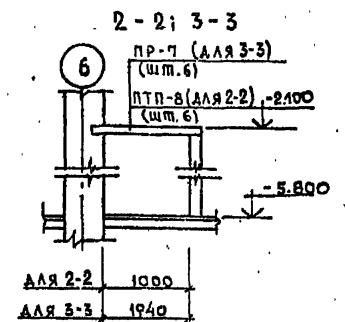 2-2; 3-3
6
ПР-7 (ДЛЯ 3-3)
(ШТ.6)
ПТП-8 (ДЛЯ 2-2)
(ШТ.6)
-2.100
-5.800
ДЛЯ 2-2 1000
ДЛЯ 3-3 1940